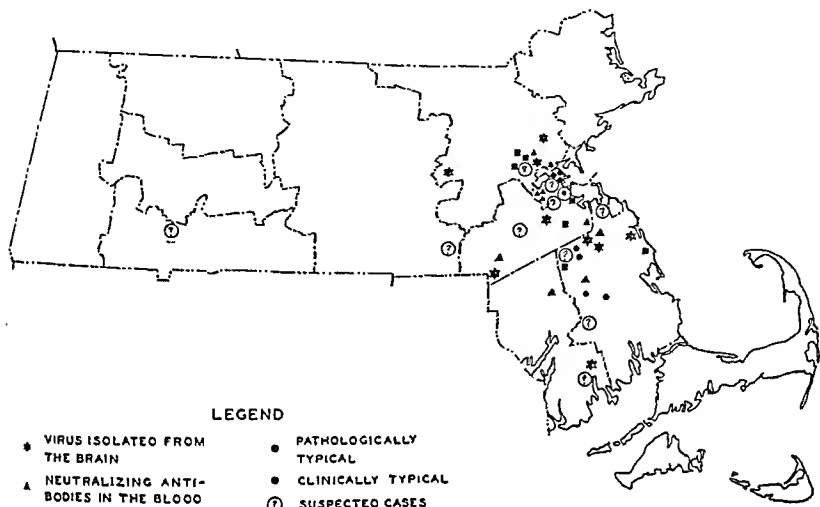 LEGEND
VIRUS ISOLATED FROM
THE BRAIN
NEUTRALIZING ANTI-
BODIES IN THE BLOOD
PATHOLOGICALLY
TYPICAL
CLINICALLY TYPICAL
? SUSPECTED CASES
?
?
?
?
?
?
?
?
?
?
?